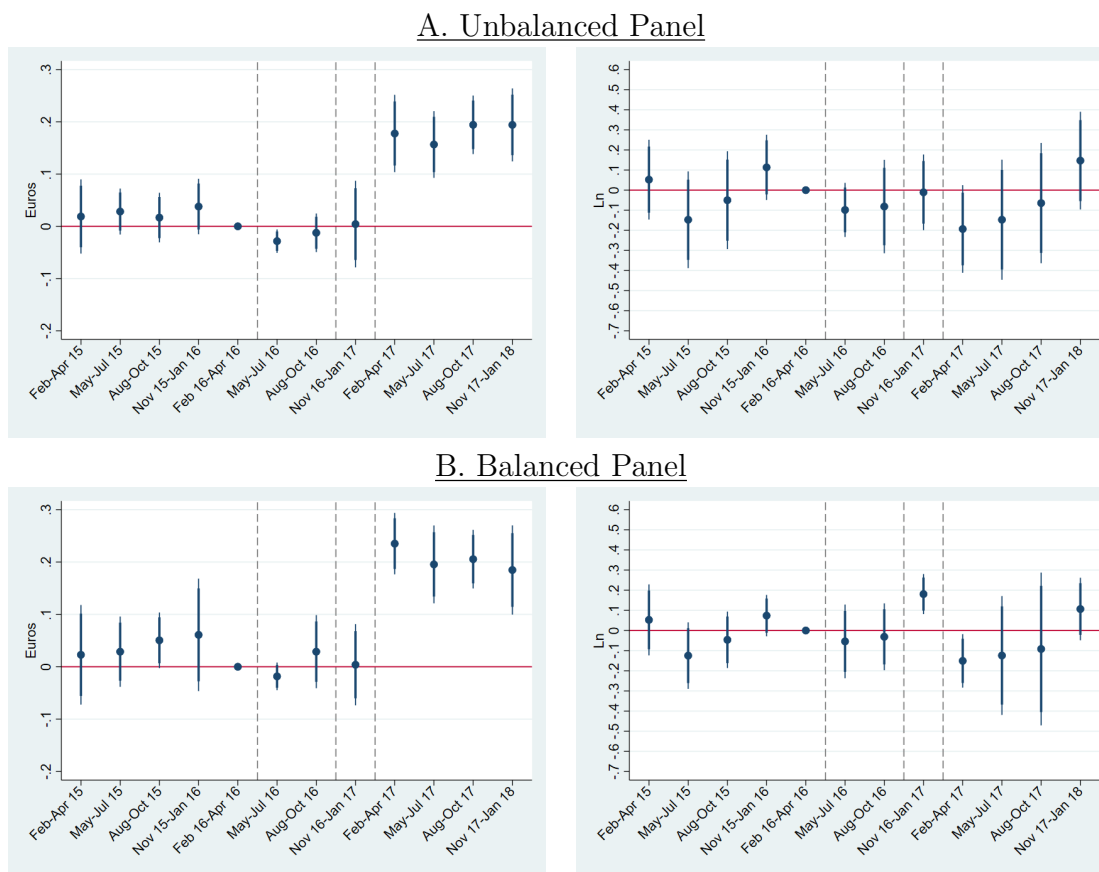 A. Unbalanced Panel
.3
.2
.1
0
-.1
-.2
Euros
Feb-Apr 15
May-Jul 15
Aug-Oct 15
Nov 15-Jan 16
Feb 16-Apr 16
May-Jul 16
Aug-Oct 16
Nov 16-Jan 17
Feb-Apr 17
May-Jul 17
Aug-Oct 17
Nov 17-Jan 18
.6
.5
.4
.3
.2
.1
0
-.1
-.2
-.3
-.4
-.5
-.6
-.7
Ln
Feb-Apr 15
May-Jul 15
Aug-Oct 15
Nov 15-Jan 16
Feb 16-Apr 16
May-Jul 16
Aug-Oct 16
Nov 16-Jan 17
Feb-Apr 17
May-Jul 17
Aug-Oct 17
Nov 17-Jan 18
B. Balanced Panel
.3
.2
.1
0
-.1
-.2
Euros
Feb-Apr 15
May-Jul 15
Aug-Oct 15
Nov 15-Jan 16
Feb 16-Apr 16
May-Jul 16
Aug-Oct 16
Nov 16-Jan 17
Feb-Apr 17
May-Jul 17
Aug-Oct 17
Nov 17-Jan 18
.6
.5
.4
.3
.2
.1
0
-.1
-.2
-.3
-.4
-.5
-.6
-.7
Ln
Feb-Apr 15
May-Jul 15
Aug-Oct 15
Nov 15-Jan 16
Feb 16-Apr 16
May-Jul 16
Aug-Oct 16
Nov 16-Jan 17
Feb-Apr 17
May-Jul 17
Aug-Oct 17
Nov 17-Jan 18